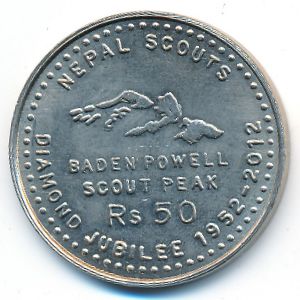 NEPAL SCOUTS
BADEN POWELL
SCOUT PEAK
Rs 50
DIAMOND JUBILEE 1952-2012